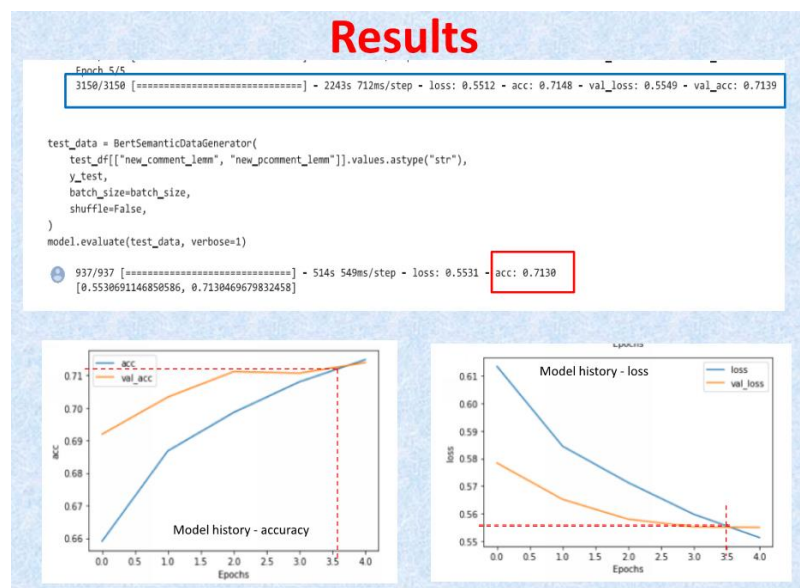 Results
Epoch 5/5
3150/3150 [==============================] - 2243s 712ms/step - loss: 0.5512 - acc: 0.7148 - val_loss: 0.5549 - val_acc: 0.7139
test_data = BertSemanticDataGenerator(
test_df[["new_comment_lemm", "new_pcomment_lemm"]].values.astype("str"),
y_test,
batch_size=batch_size,
shuffle=False,
)
model.evaluate(test_data, verbose=1)
937/937 [==============================] - 514s 549ms/step - loss: 0.5531 - acc: 0.7130
[0.5530691146850586, 0.7130469679832458]
acc
val_acc
0.71
0.70
0.69
0.68
0.67
0.66
acc
Model history - accuracy
0.0 0.5 1.0 1.5 2.0 2.5 3.0 3.5 4.0
Epochs
Epochs
Model history - loss
loss
val_loss
0.61
0.60
0.59
0.58
0.57
0.56
0.55
loss
0.0 0.5 1.0 1.5 2.0 2.5 3.0 3.5 4.0
Epochs